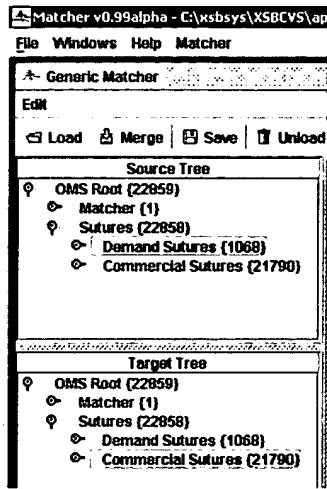 Matcher v0.99alpha - C:\xsbsys\XSBCVS\ap
File Windows Help Matcher
Generic Matcher
Edit
Load Merge Save Unload
Source Tree
OMS Root {22859}
Matcher {1}
Sutures {22858}
Demand Sutures {1068}
Commercial Sutures {21790}
Target Tree
OMS Root {22859}
Matcher {1}
Sutures {22858}
Demand Sutures {1068}
Commercial Sutures {21790}